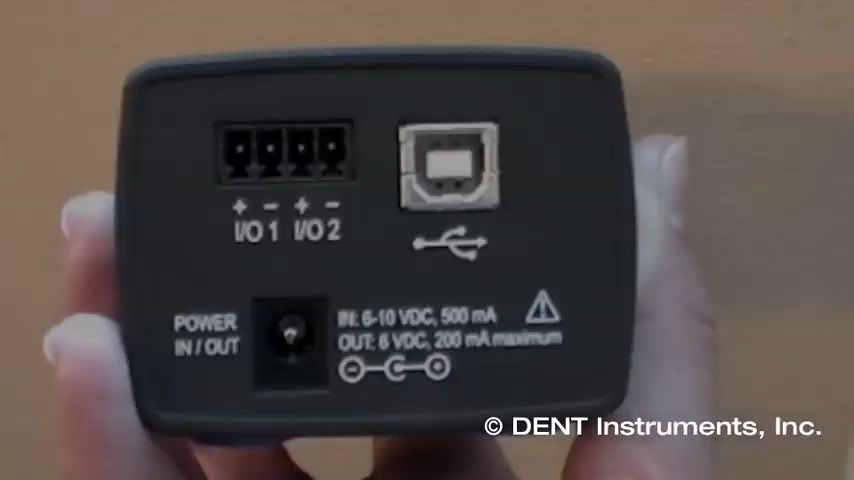 + - + -
I/O 1 I/O 2
POWER
IN / OUT
IN: 6-10 VDC, 500 mA
OUT: 6 VDC, 200 mA maximum
© DENT Instruments, Inc.